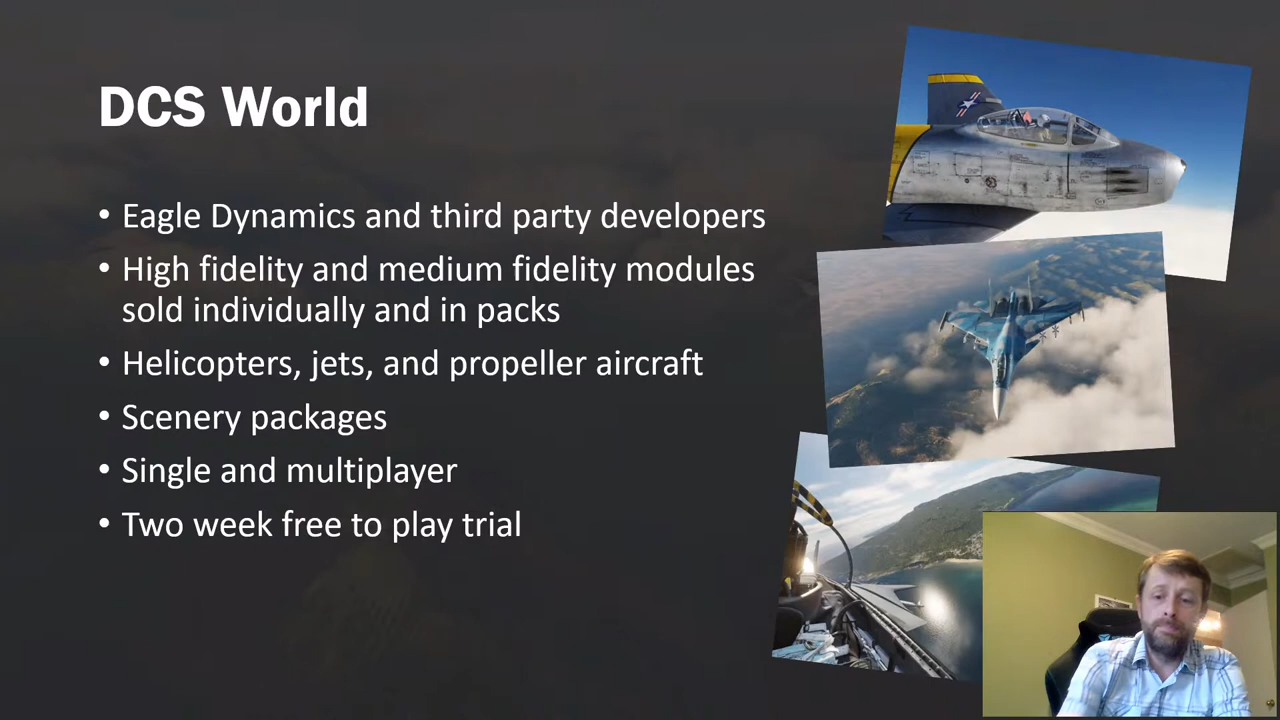 DCS World
• Eagle Dynamics and third party developers
• High fidelity and medium fidelity modules
sold individually and in packs
• Helicopters, jets, and propeller aircraft
• Scenery packages
• Single and multiplayer
• Two week free to play trial